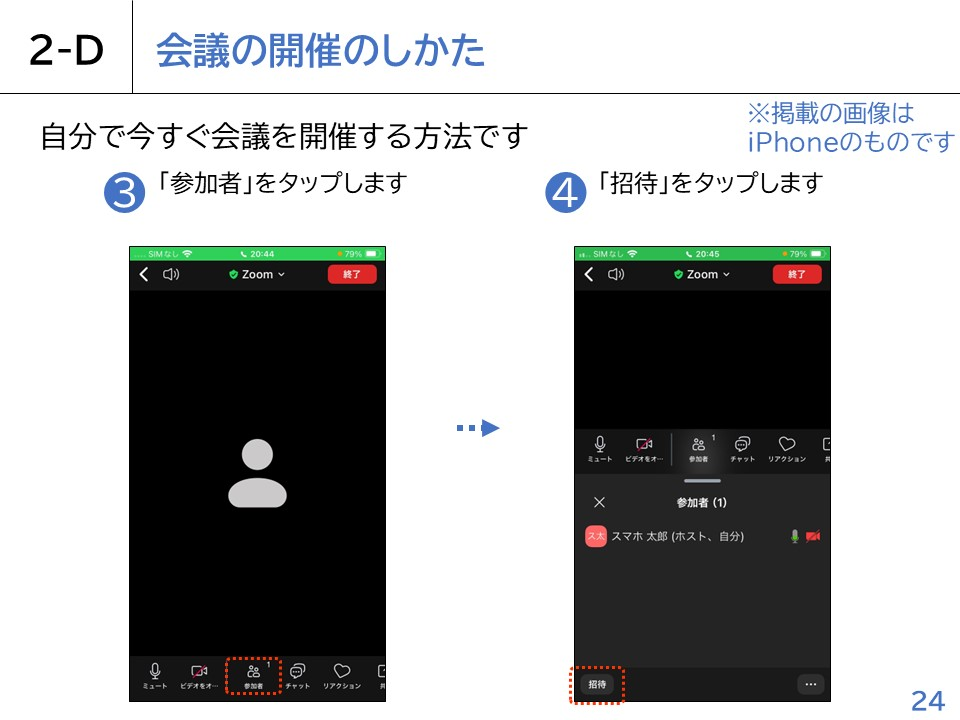 2-D
会議の開催のしかた
自分で今すぐ会議を開催する方法です
※掲載の画像は
iPhoneのものです
3 「参加者」をタップします
4 「招待」をタップします
SIMなし 20:44 79%
Zoom 終了
ミュート ビデオをオ… 参加者 1 チャット リアクション 共
SIMなし 20:45 79%
Zoom 終了
ミュート ビデオをオ… 参加者 1 チャット リアクション 共
参加者 (1)
ス太 スマホ 太郎 (ホスト、自分)
招待 …
24